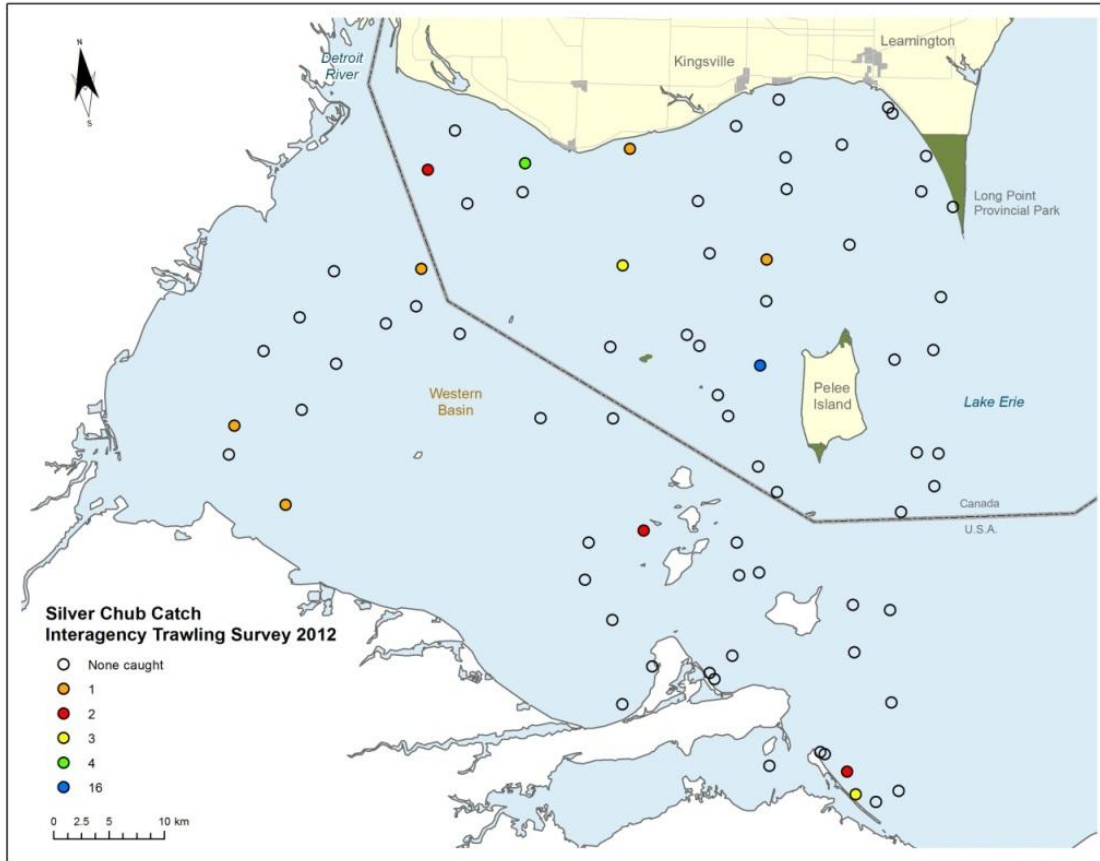 N
S
Detroit
River
Leamington
Kingsville
Long Point
Provincial Park
Western
Basin
Pelee
Island
Lake Erie
Canada
U.S.A.
Silver Chub Catch
Interagency Trawling Survey 2012
None caught
1
2
3
4
16
0 2.5 5 10 km